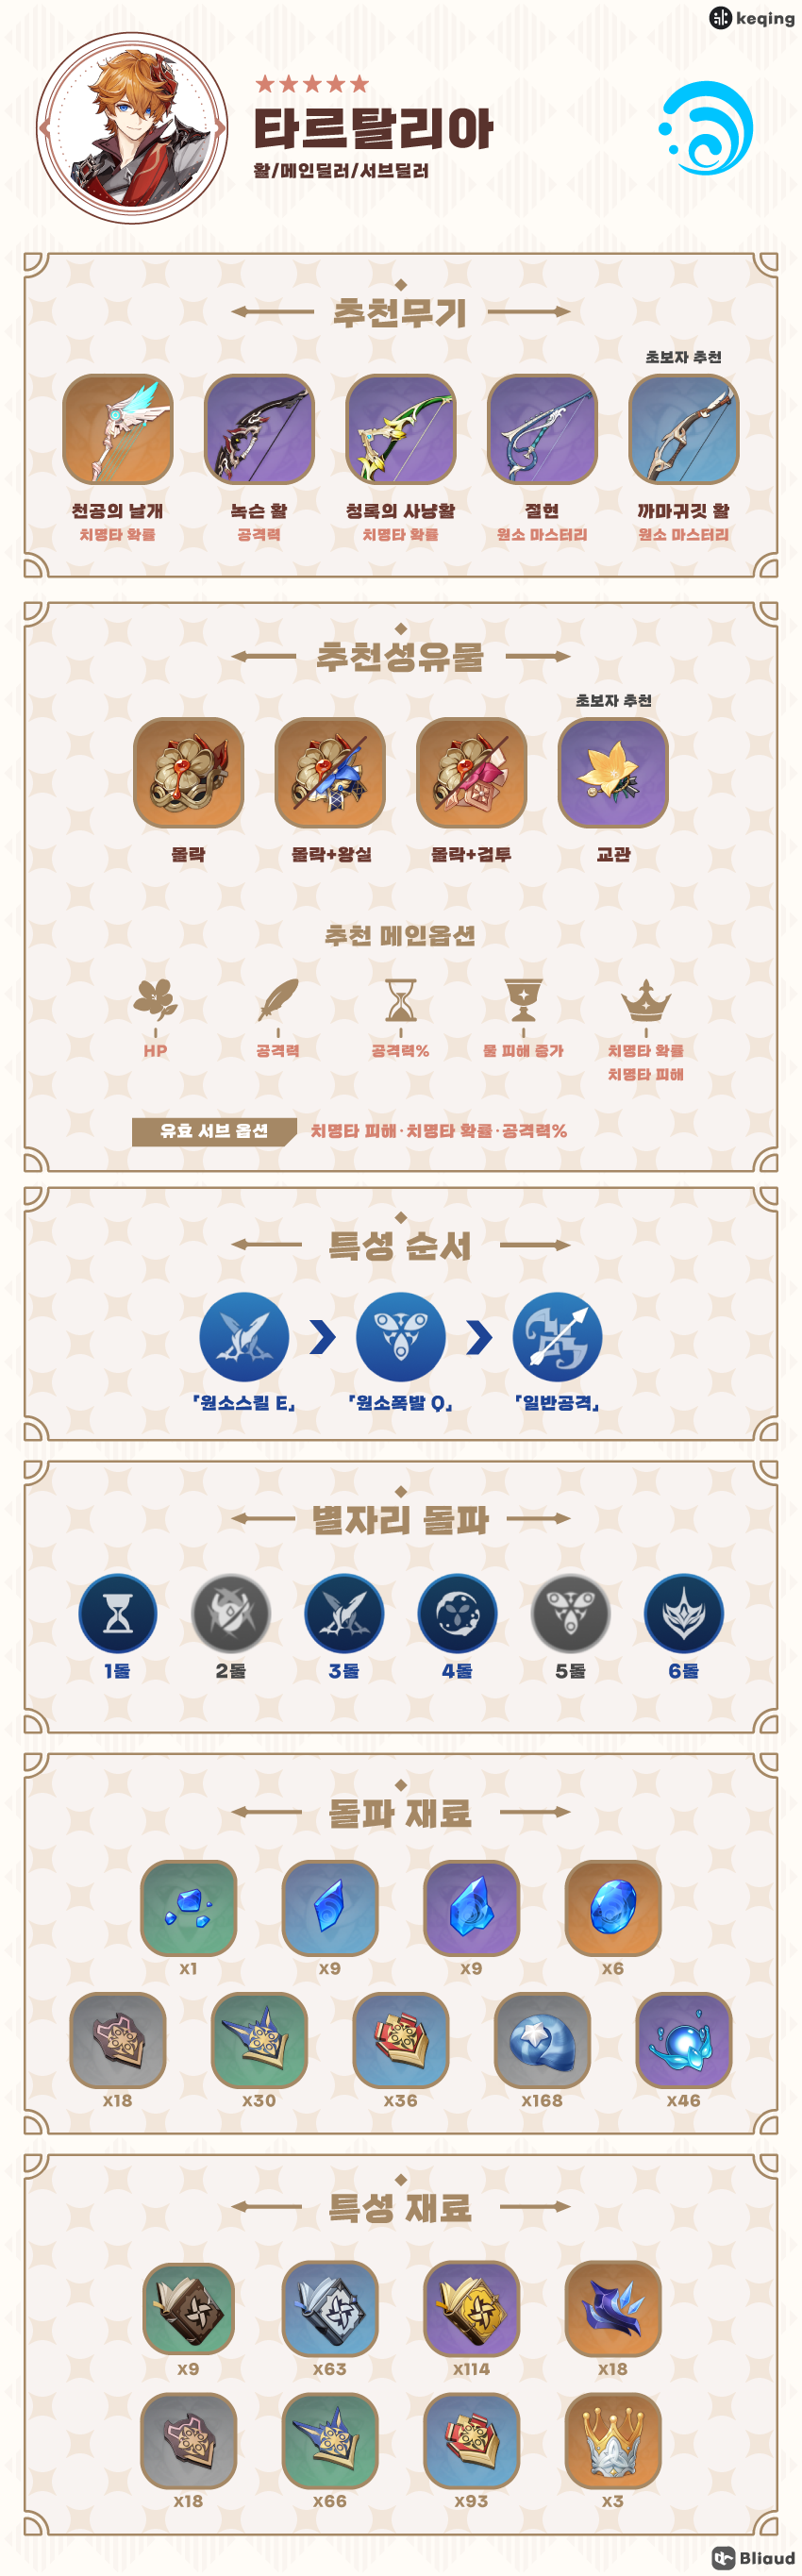 keqing
타르탈리아
활/메인딜러/서브딜러
추천무기
초보자 추천
천공의 날개
녹슨 활
청록의 사냥활
절현
까마귀깃 활
치명타 확률
공격력
치명타 확률
원소 마스터리
원소 마스터리
추천성유물
초보자 추천
몰락
몰락+왕실
몰락+검투
교관
추천 메인옵션
HP
공격력
공격력%
물 피해 증가
치명타 확률
치명타 피해
유효 서브 옵션
치명타 피해·치명타 확률·공격력%
특성 순서
「원소스킬 E」
「원소폭발 Q」
「일반공격」
별자리 돌파
1돌
2돌
3돌
4돌
5돌
6돌
돌파 재료
x1
x9
x9
x6
x18
x30
x36
x168
x46
특성 재료
x9
x63
x114
x18
x18
x66
x93
x3
Bliaud